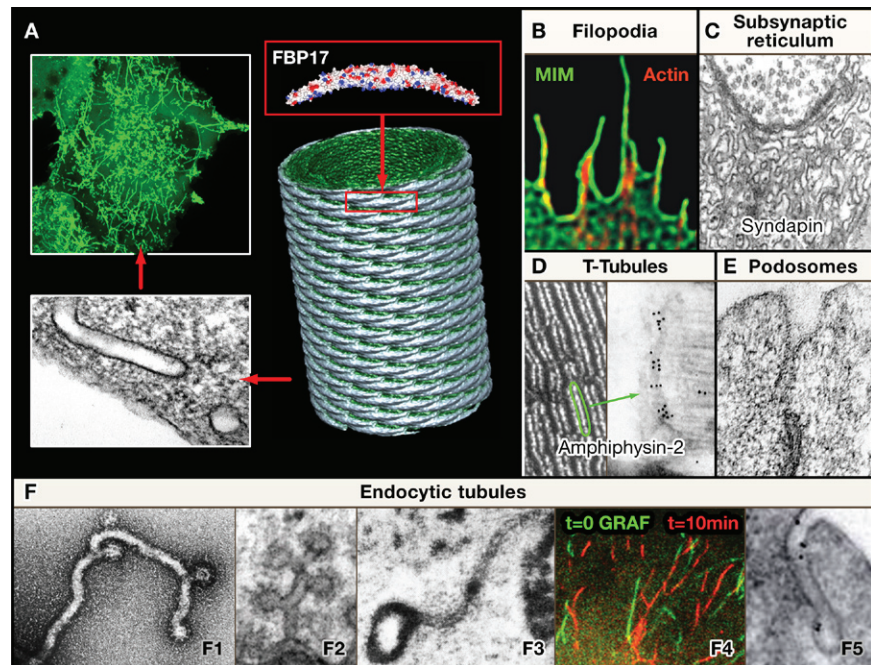 A
FBP17
B Filopodia
MIM Actin
C Subsynaptic
reticulum
Syndapin
D T-Tubules
Amphiphysin-2
E Podosomes
F Endocytic tubules
F1
F2
F3
t=0 GRAF t=10min
F4
F5